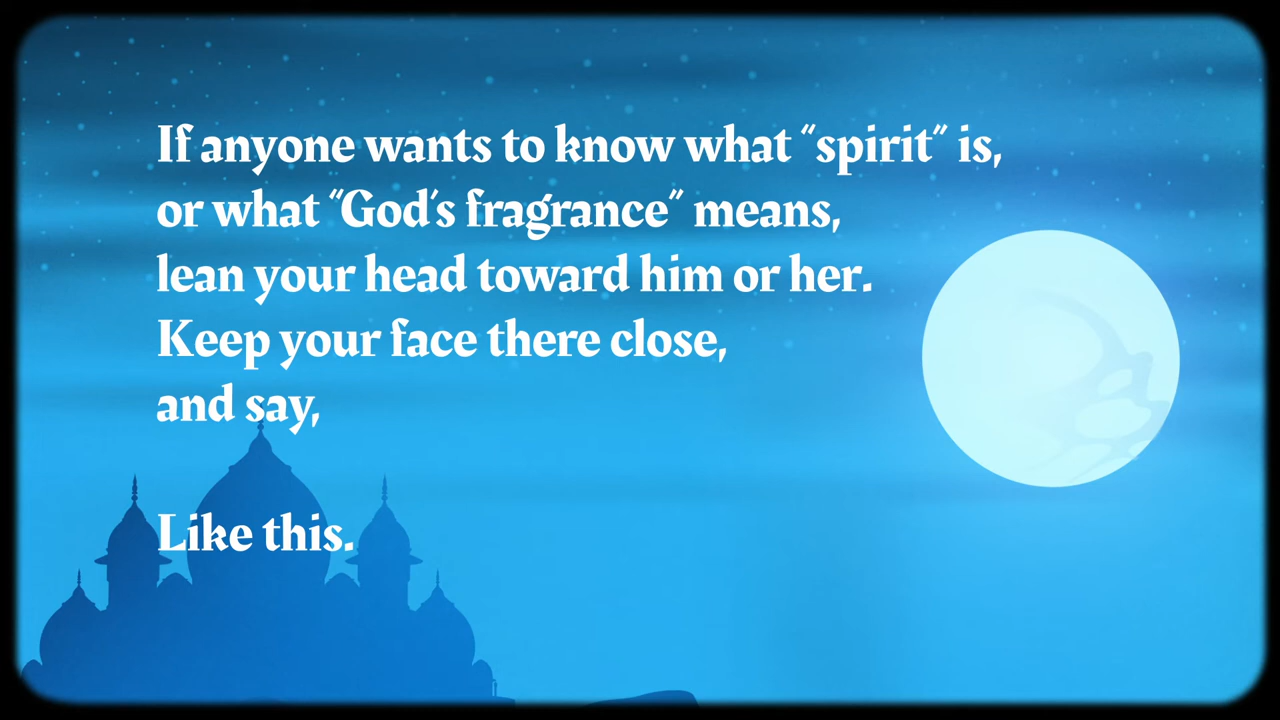 If anyone wants to know what “spirit” is,
or what “God’s fragrance” means,
lean your head toward him or her.
Keep your face there close,
and say,
Like this.